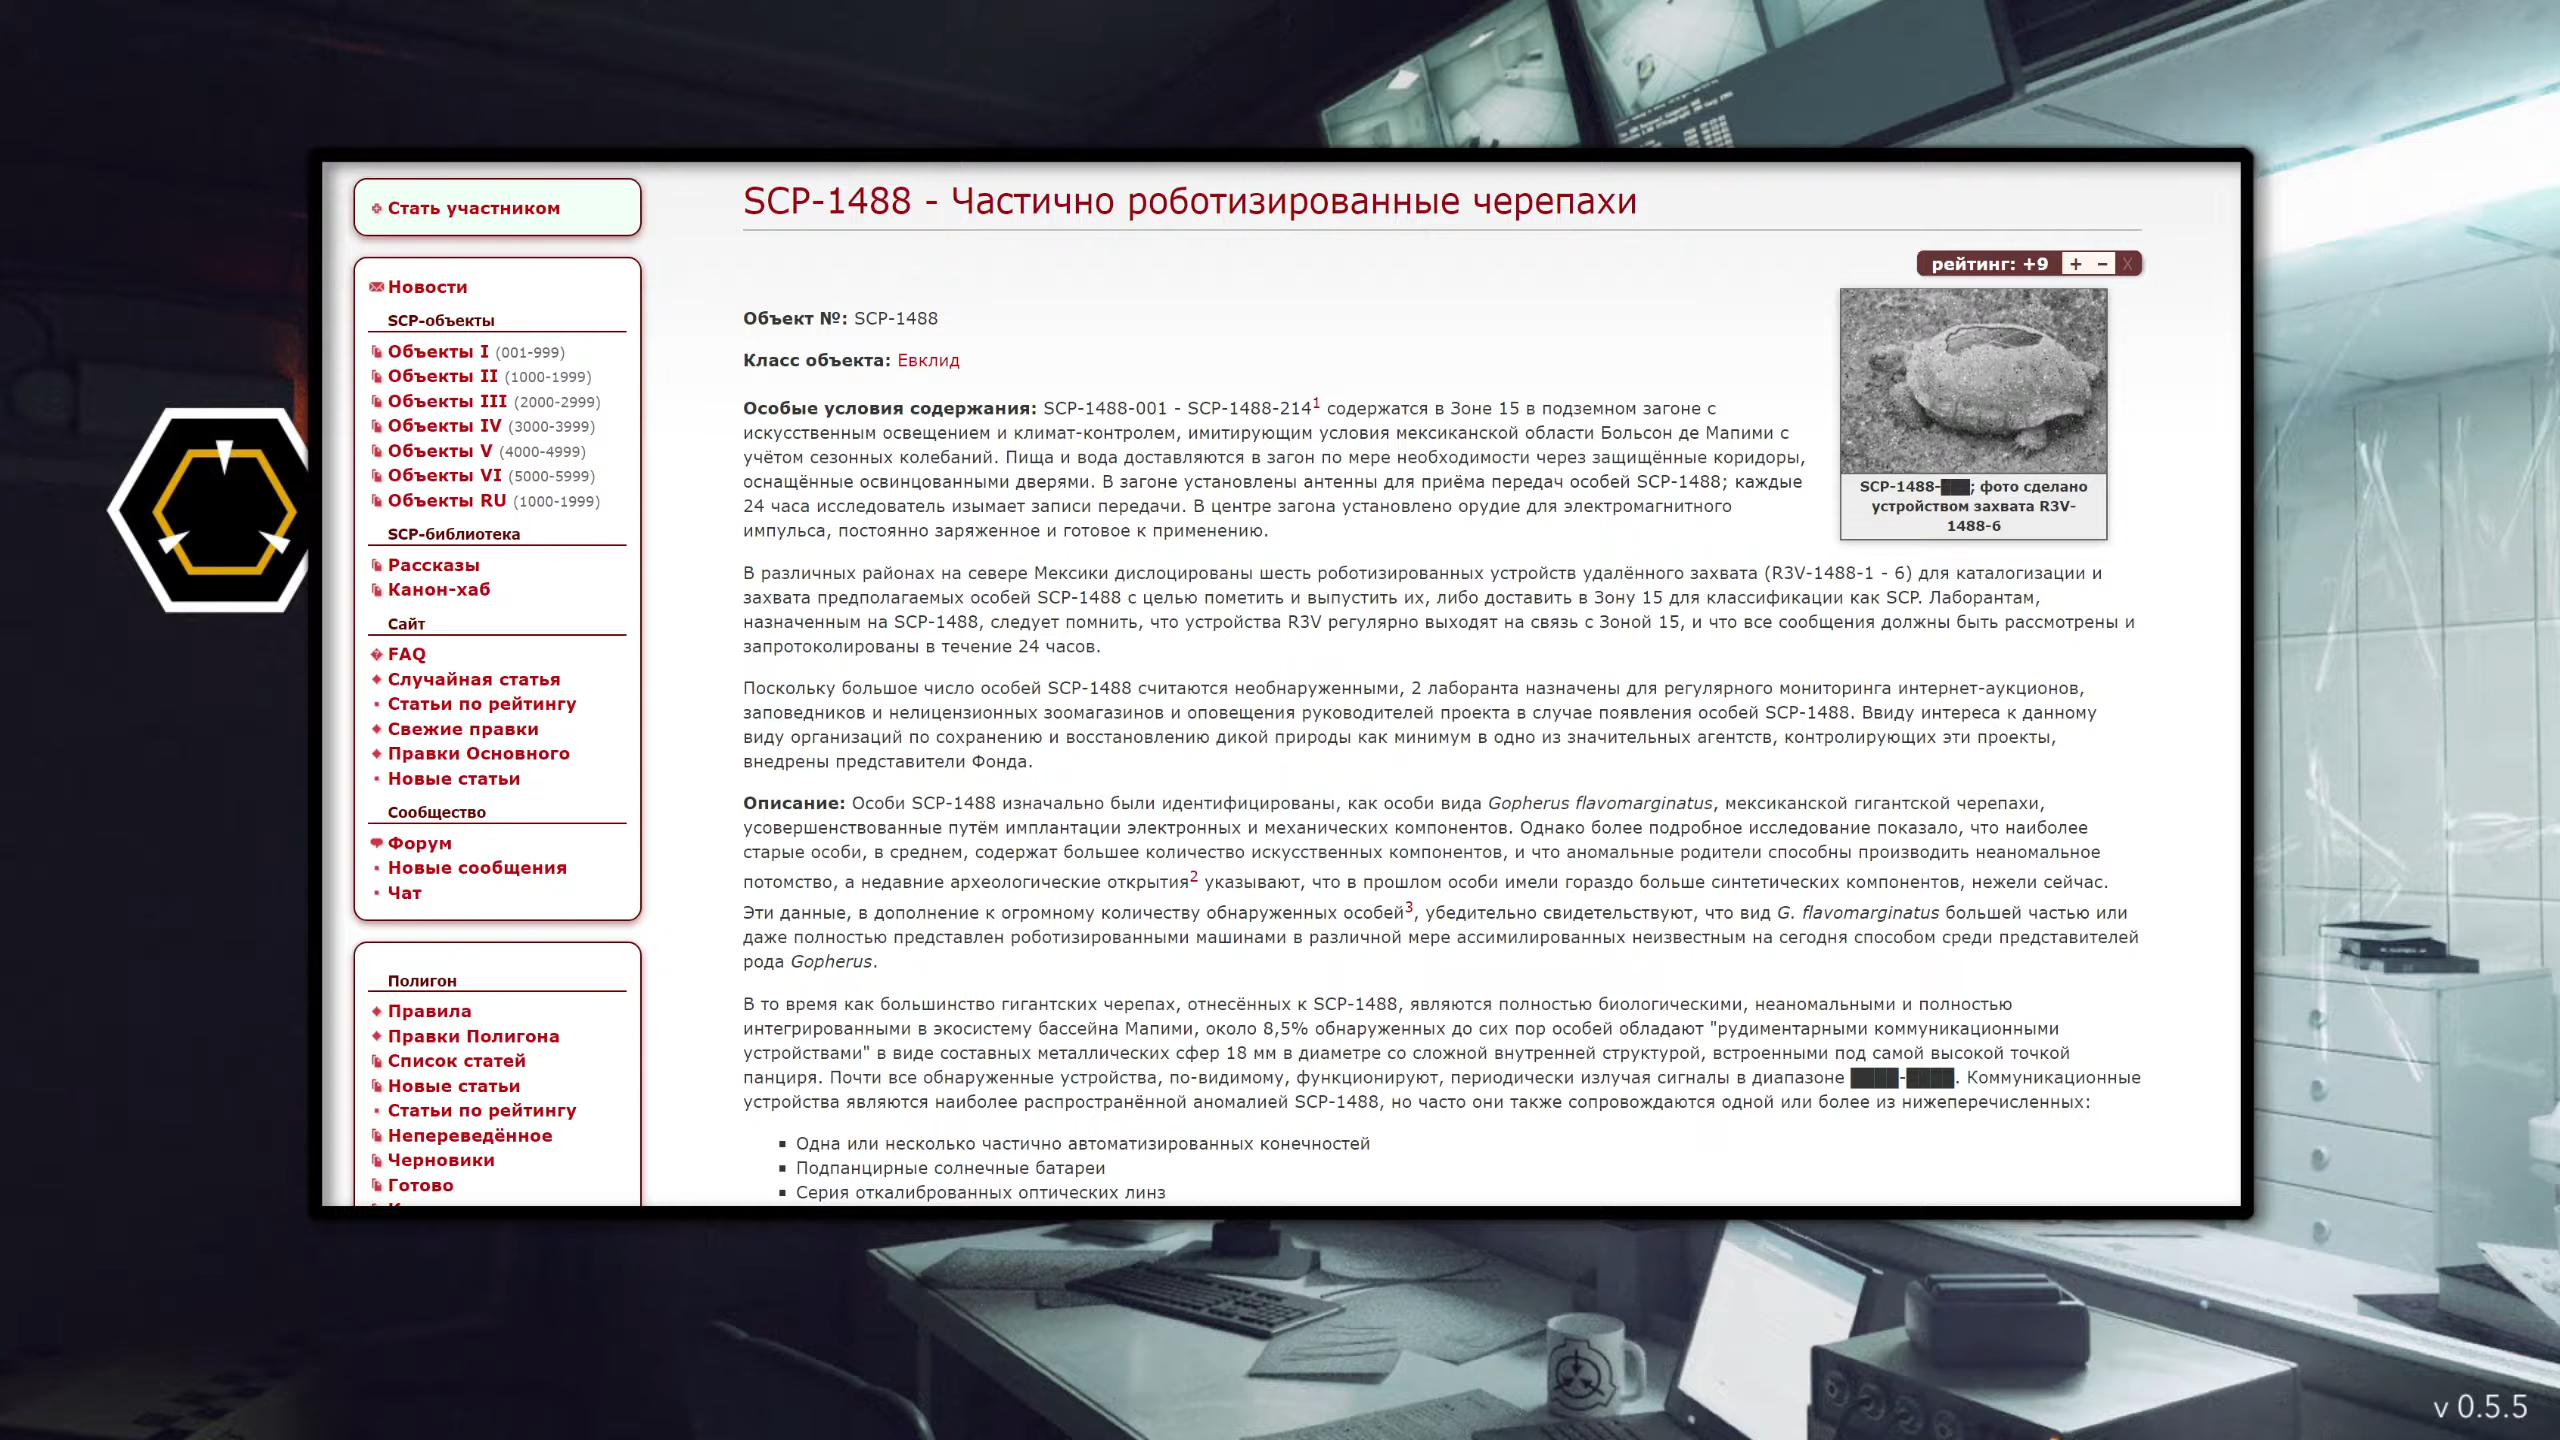 Стать участником
Новости
SCP-объекты
Объекты I (001-999)
Объекты II (1000-1999)
Объекты III (2000-2999)
Объекты IV (3000-3999)
Объекты V (4000-4999)
Объекты VI (5000-5999)
Объекты RU (1000-1999)
SCP-библиотека
Рассказы
Канон-хаб
Сайт
FAQ
Случайная статья
Статьи по рейтингу
Свежие правки
Правки Основного
Новые статьи
Сообщество
Форум
Новые сообщения
Чат
Полигон
Правила
Правки Полигона
Список статей
Новые статьи
Статьи по рейтингу
Непереведённое
Черновики
Готово
SCP-1488 - Частично роботизированные черепахи
рейтинг: +9 + − X
Объект №: SCP-1488
Класс объекта: Евклид
Особые условия содержания: SCP-1488-001 - SCP-1488-214¹ содержатся в Зоне 15 в подземном загоне с
искусственным освещением и климат-контролем, имитирующим условия мексиканской области Больсон де Мапими с
учётом сезонных колебаний. Пища и вода доставляются в загон по мере необходимости через защищённые коридоры,
оснащённые освинцованными дверями. В загоне установлены антенны для приёма передач особей SCP-1488; каждые
24 часа исследователь изымает записи передачи. В центре загона установлено орудие для электромагнитного
импульса, постоянно заряженное и готовое к применению.
SCP-1488-███; фото сделано
устройством захвата R3V-
1488-6
В различных районах на севере Мексики дислоцированы шесть роботизированных устройств удалённого захвата (R3V-1488-1 - 6) для каталогизации и
захвата предполагаемых особей SCP-1488 с целью пометить и выпустить их, либо доставить в Зону 15 для классификации как SCP. Лаборантам,
назначенным на SCP-1488, следует помнить, что устройства R3V регулярно выходят на связь с Зоной 15, и что все сообщения должны быть рассмотрены и
запротоколированы в течение 24 часов.
Поскольку большое число особей SCP-1488 считаются необнаруженными, 2 лаборанта назначены для регулярного мониторинга интернет-аукционов,
заповедников и нелицензионных зоомагазинов и оповещения руководителей проекта в случае появления особей SCP-1488. Ввиду интереса к данному
виду организаций по сохранению и восстановлению дикой природы как минимум в одно из значительных агентств, контролирующих эти проекты,
внедрены представители Фонда.
Описание: Особи SCP-1488 изначально были идентифицированы, как особи вида Gopherus flavomarginatus, мексиканской гигантской черепахи,
усовершенствованные путём имплантации электронных и механических компонентов. Однако более подробное исследование показало, что наиболее
старые особи, в среднем, содержат большее количество искусственных компонентов, и что аномальные родители способны производить неаномальное
потомство, а недавние археологические открытия² указывают, что в прошлом особи имели гораздо больше синтетических компонентов, нежели сейчас.
Эти данные, в дополнение к огромному количеству обнаруженных особей³, убедительно свидетельствуют, что вид G. flavomarginatus большей частью или
даже полностью представлен роботизированными машинами в различной мере ассимилированных неизвестным на сегодня способом среди представителей
рода Gopherus.
В то время как большинство гигантских черепах, отнесённых к SCP-1488, являются полностью биологическими, неаномальными и полностью
интегрированными в экосистему бассейна Мапими, около 8,5% обнаруженных до сих пор особей обладают "рудиментарными коммуникационными
устройствами" в виде составных металлических сфер 18 мм в диаметре со сложной внутренней структурой, встроенными под самой высокой точкой
панциря. Почти все обнаруженные устройства, по-видимому, функционируют, периодически излучая сигналы в диапазоне ████-████. Коммуникационные
устройства являются наиболее распространённой аномалией SCP-1488, но часто они также сопровождаются одной или более из нижеперечисленных:
Одна или несколько частично автоматизированных конечностей
Подпанцирные солнечные батареи
Серия откалиброванных оптических линз
v 0.5.5